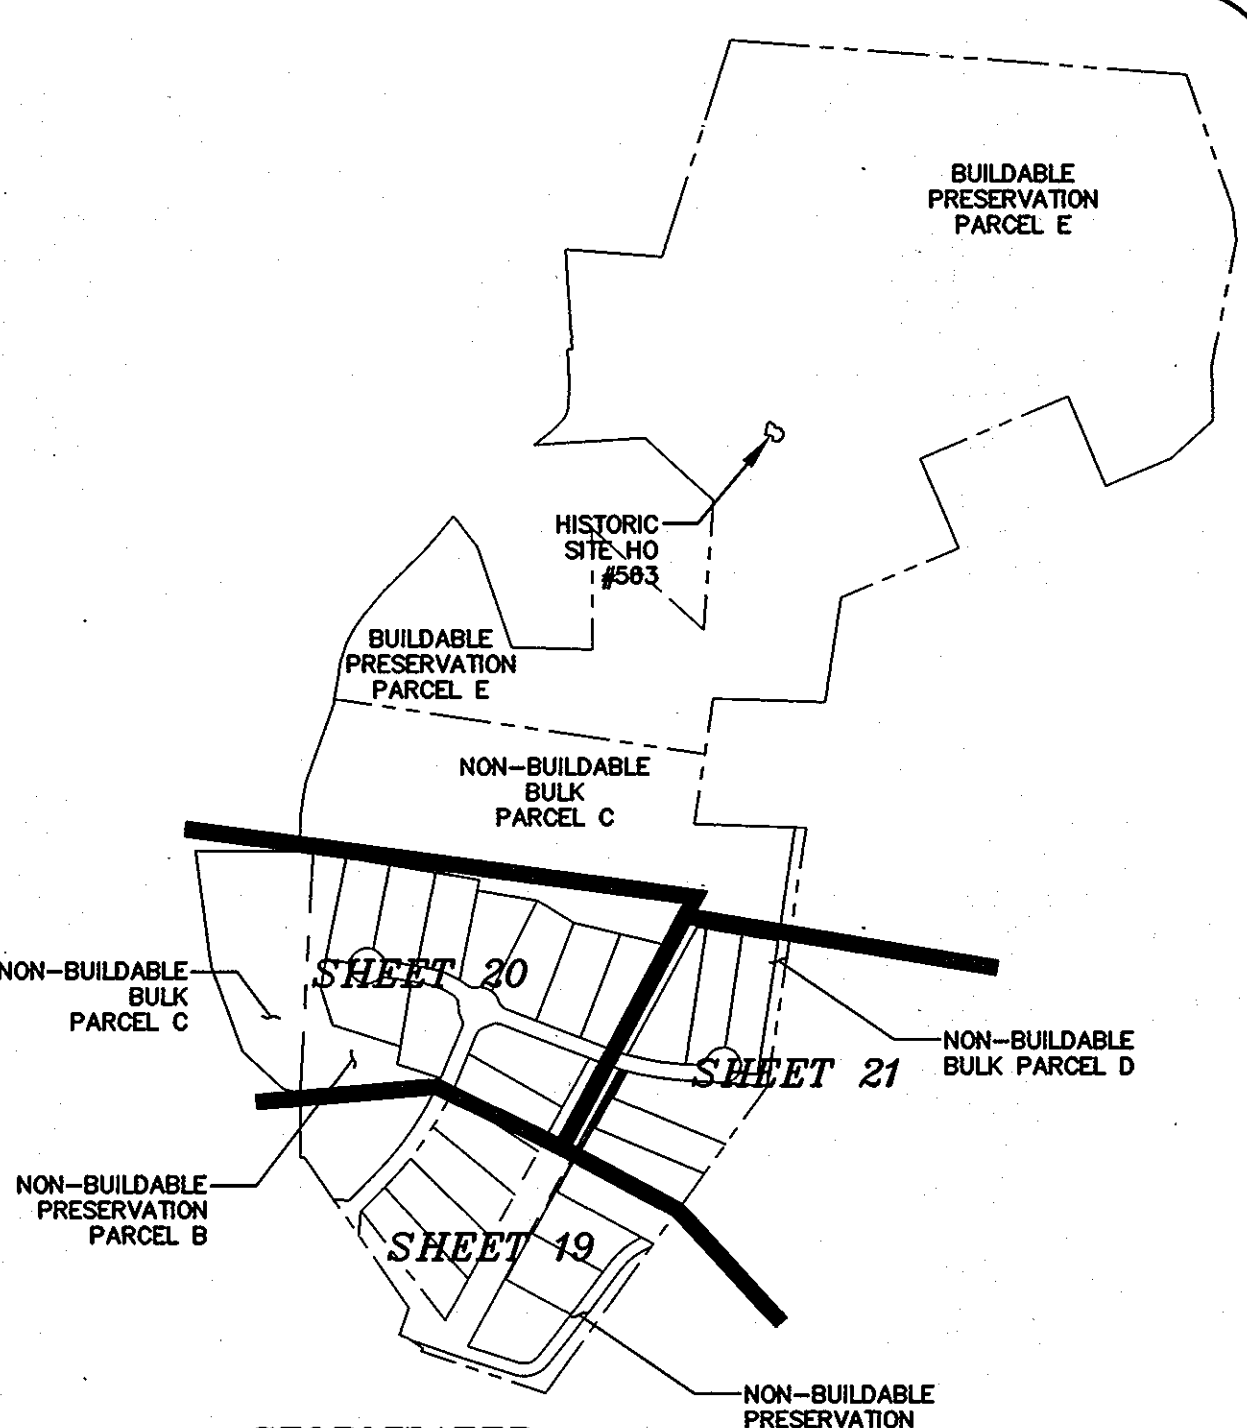 BUILDABLE
PRESERVATION
PARCEL E
HISTORIC
SITE HO
#583
BUILDABLE
PRESERVATION
PARCEL E
NON-BUILDABLE
BULK
PARCEL C
SHEET 20
NON-BUILDABLE
BULK
PARCEL C
NON-BUILDABLE
BULK PARCEL D
SHEET 21
NON-BUILDABLE
PRESERVATION
PARCEL B
SHEET 19
NON-BUILDABLE
PRESERVATION